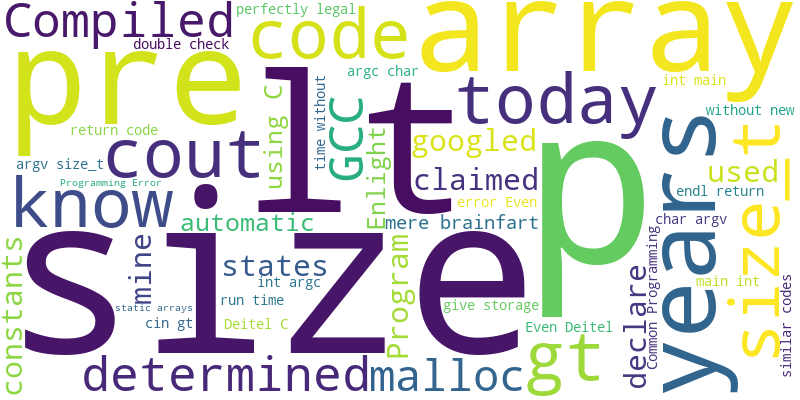 Compiled
perfectly legal
double check
code
array
pre
lt
argc char
int main
today
size_t
without new
return code
cout
using C
time without
GCC
googled
years
argv size_t
Programming Error
know
automatic
Enlight
claimed
error Even
p
used
endl return
mere brainfart
char argv
size
constants
mine
states
int argc
run time
Program
declare
Common Programming
main int
static arrays
cin gt
Deitel C
give storage
Even Deitel
similar codes
determined
malloc
gt